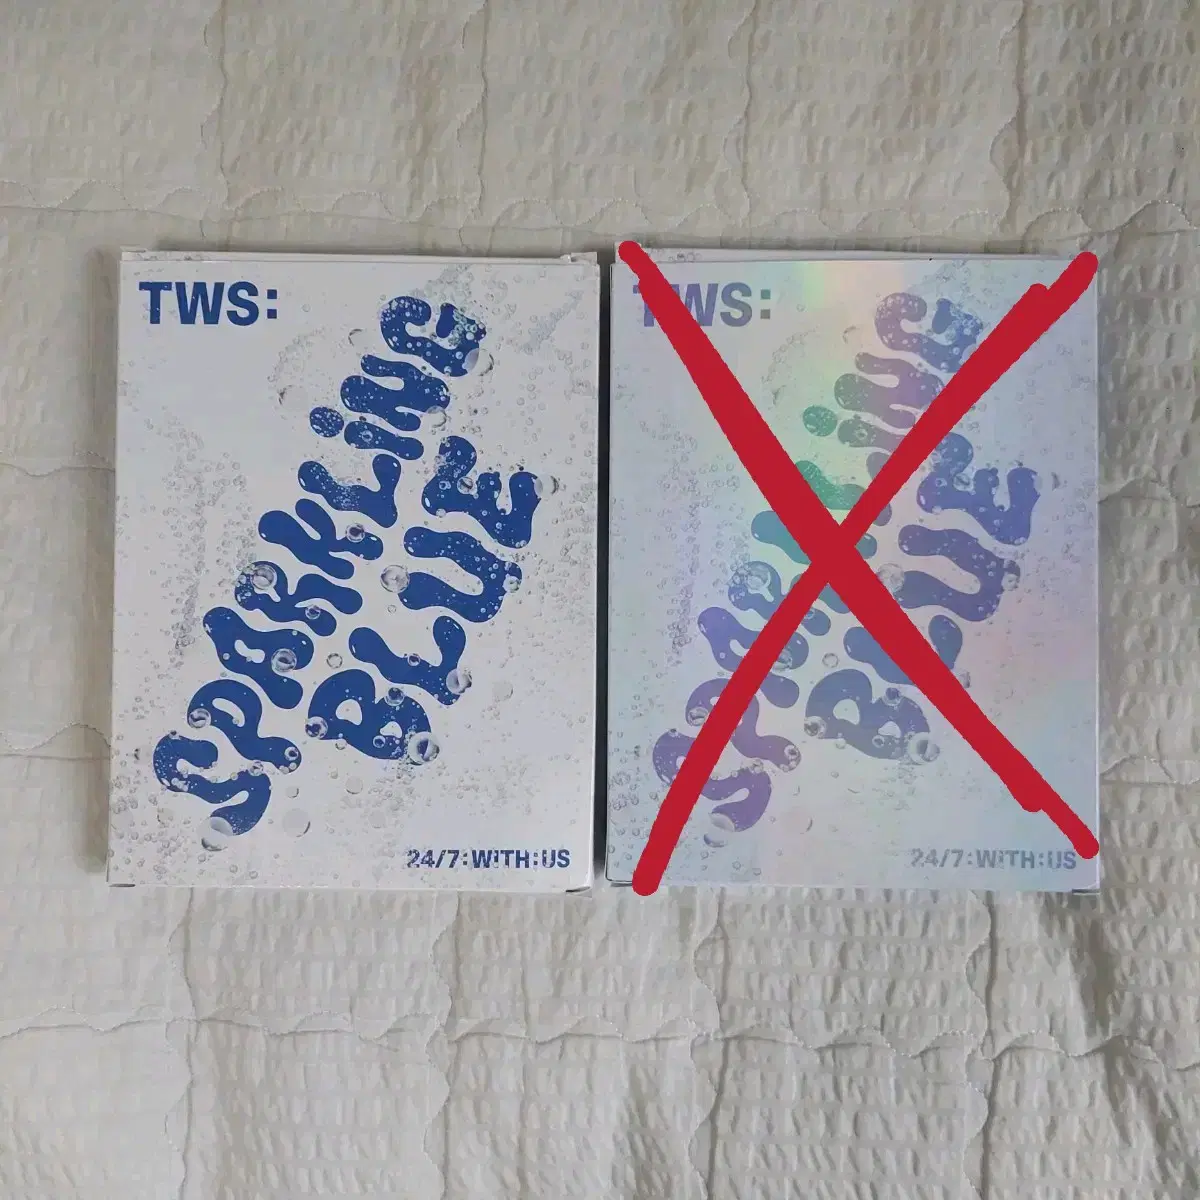 TWS:
SPARKLING
BLUE
24/7:WITH:US
TWS:
SPARKLING
BLUE
24/7:WITH:US